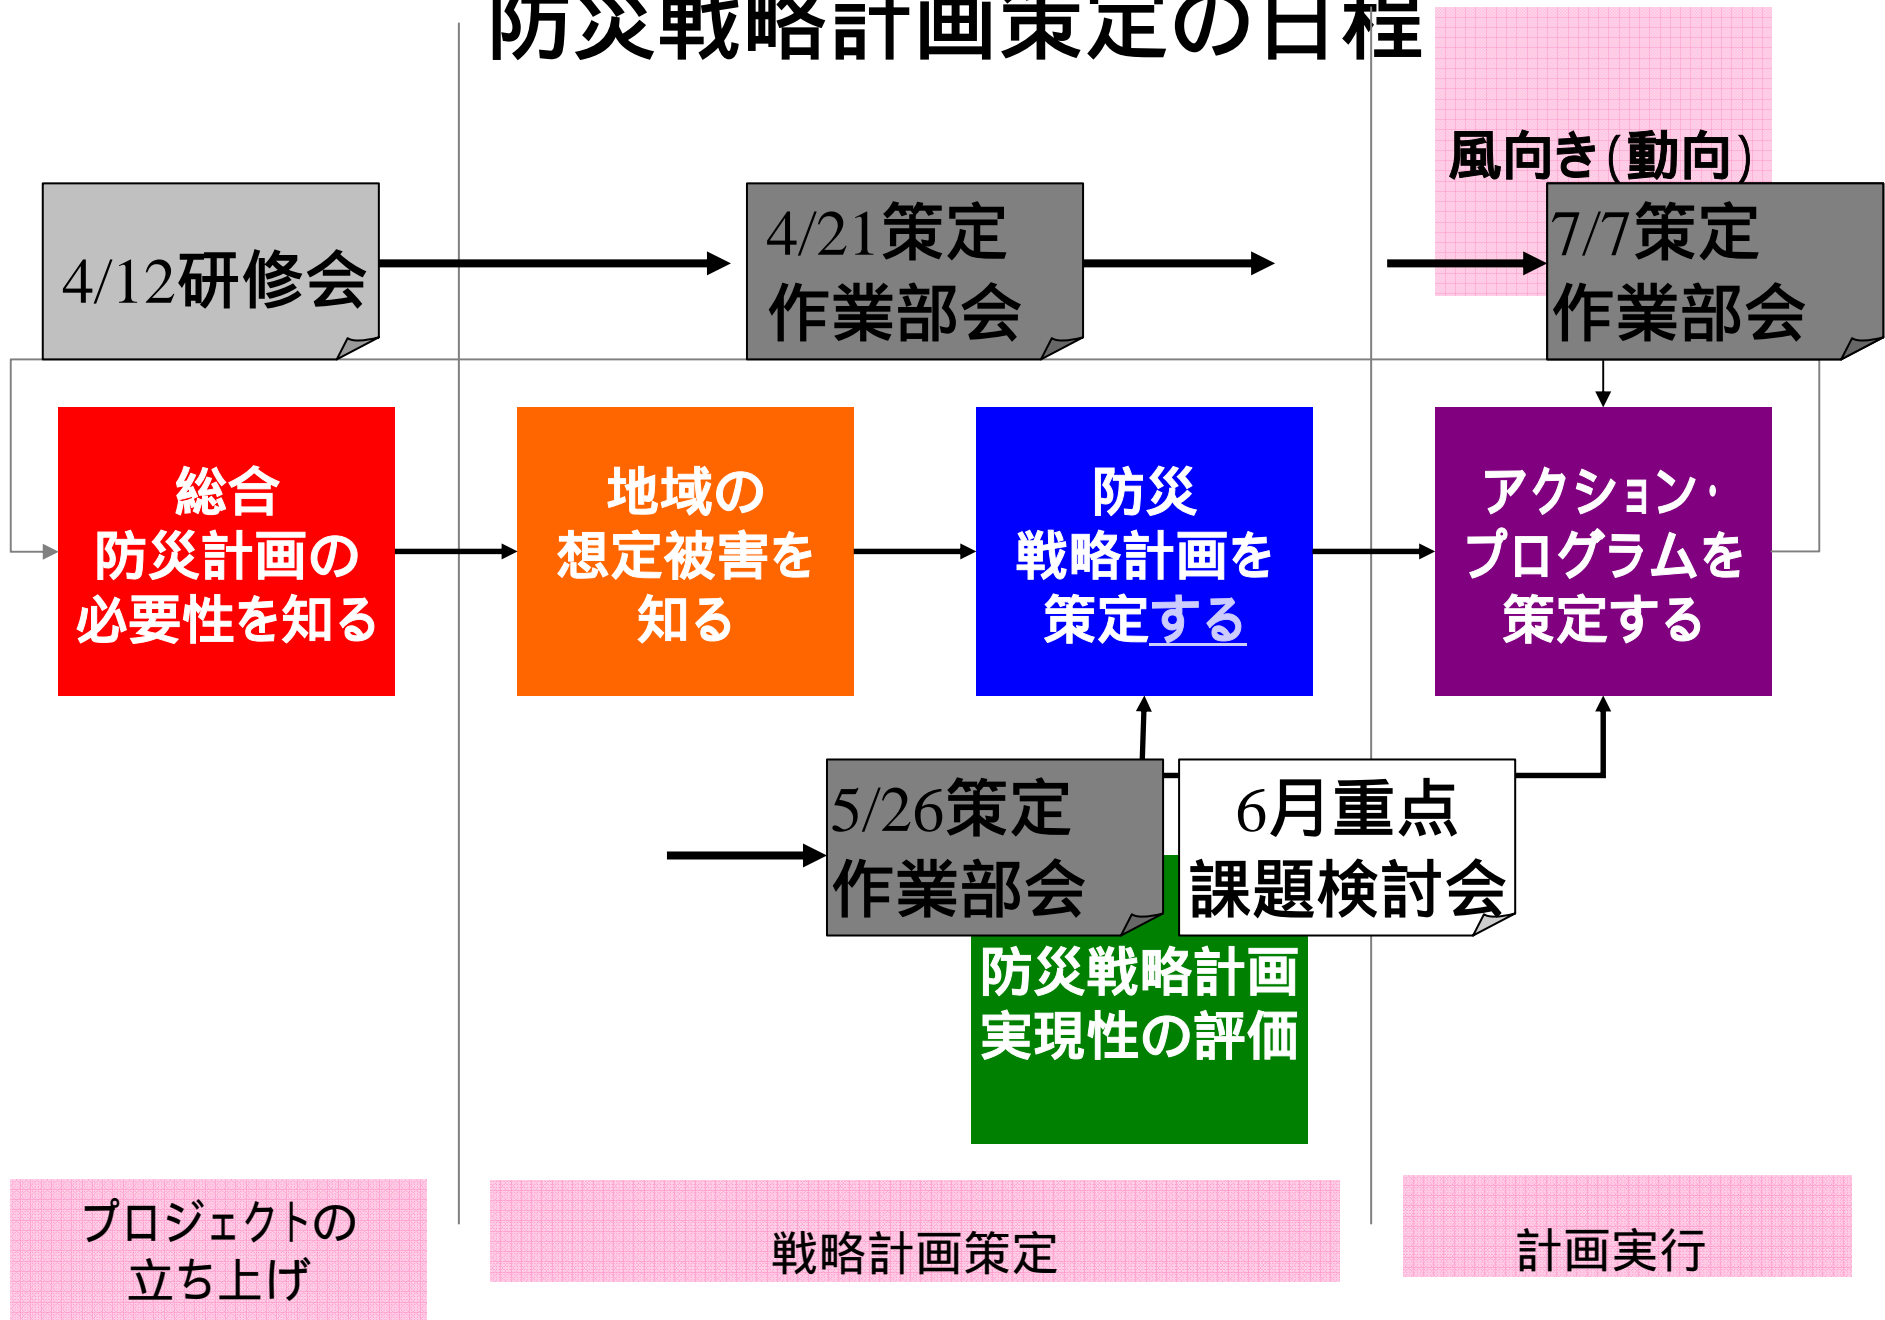 防災戦略計画策定の日程
風向き(動向)
4/12研修会
4/21策定
作業部会
7/7策定
作業部会
総合
防災計画の
必要性を知る
地域の
想定被害を
知る
防災
戦略計画を
策定する
アクション・
プログラムを
策定する
5/26策定
作業部会
6月重点
課題検討会
防災戦略計画
実現性の評価
プロジェクトの
立ち上げ
戦略計画策定
計画実行